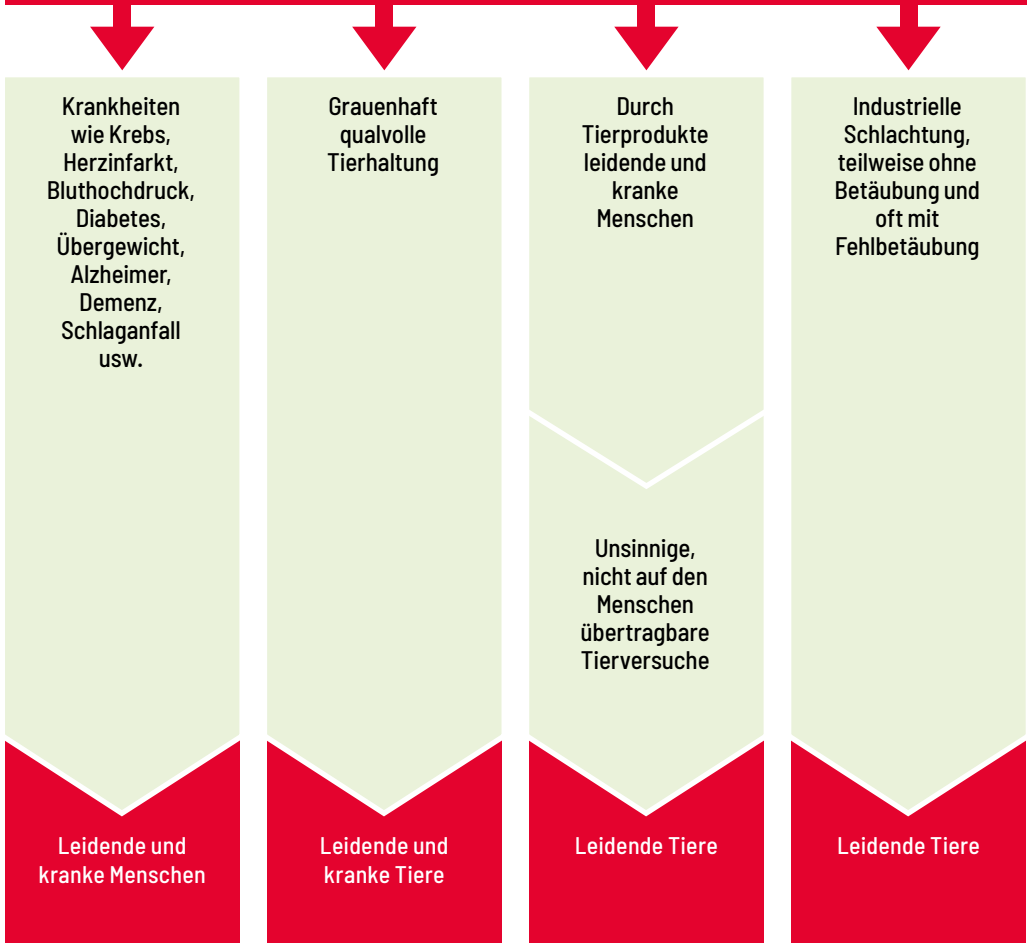 Krankheiten
wie Krebs,
Herzinfarkt,
Bluthochdruck,
Diabetes,
Übergewicht,
Alzheimer,
Demenz,
Schlaganfall
usw.
Leidende und
kranke Menschen
Grauenhaft
qualvolle
Tierhaltung
Leidende und
kranke Tiere
Durch
Tierprodukte
leidende und
kranke
Menschen
Unsinnige,
nicht auf den
Menschen
übertragbare
Tierversuche
Leidende Tiere
Industrielle
Schlachtung,
teilweise ohne
Betäubung und
oft mit
Fehlbetäubung
Leidende Tiere